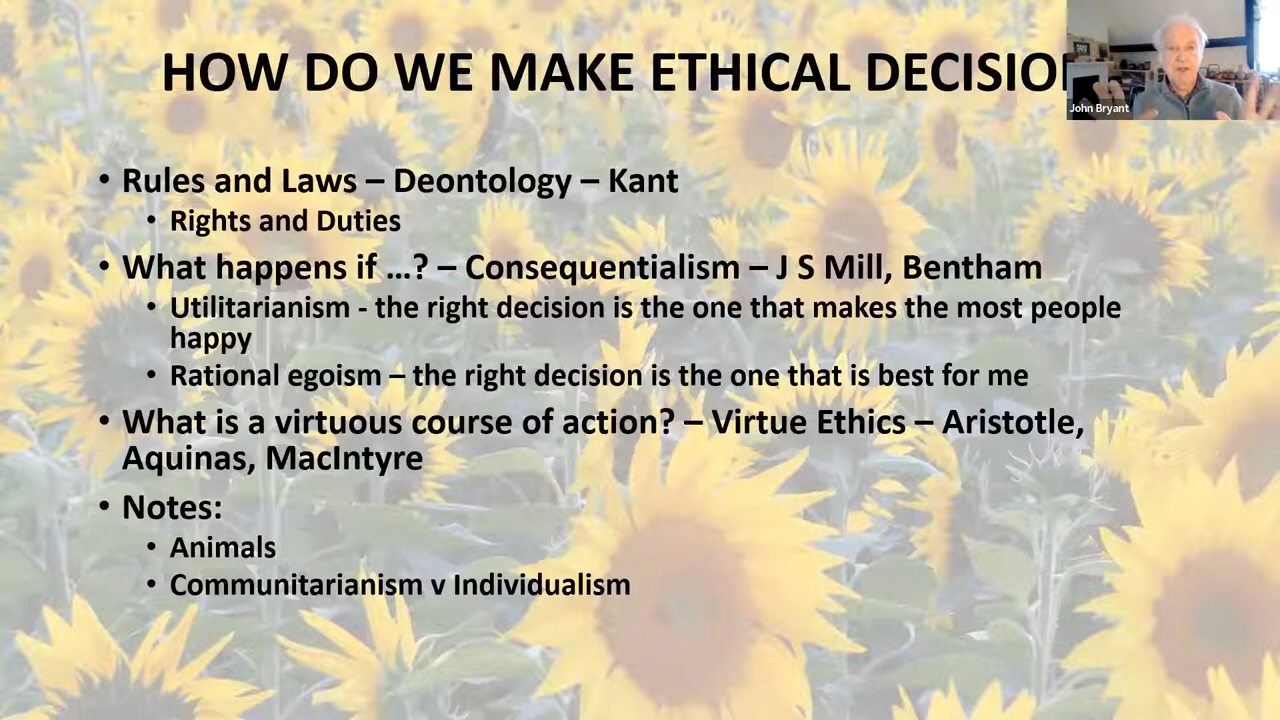 HOW DO WE MAKE ETHICAL DECISIO
John Bryant
• Rules and Laws – Deontology – Kant
• Rights and Duties
• What happens if …? – Consequentialism – J S Mill, Bentham
• Utilitarianism - the right decision is the one that makes the most people
happy
• Rational egoism – the right decision is the one that is best for me
• What is a virtuous course of action? – Virtue Ethics – Aristotle,
Aquinas, MacIntyre
• Notes:
• Animals
• Communitarianism v Individualism